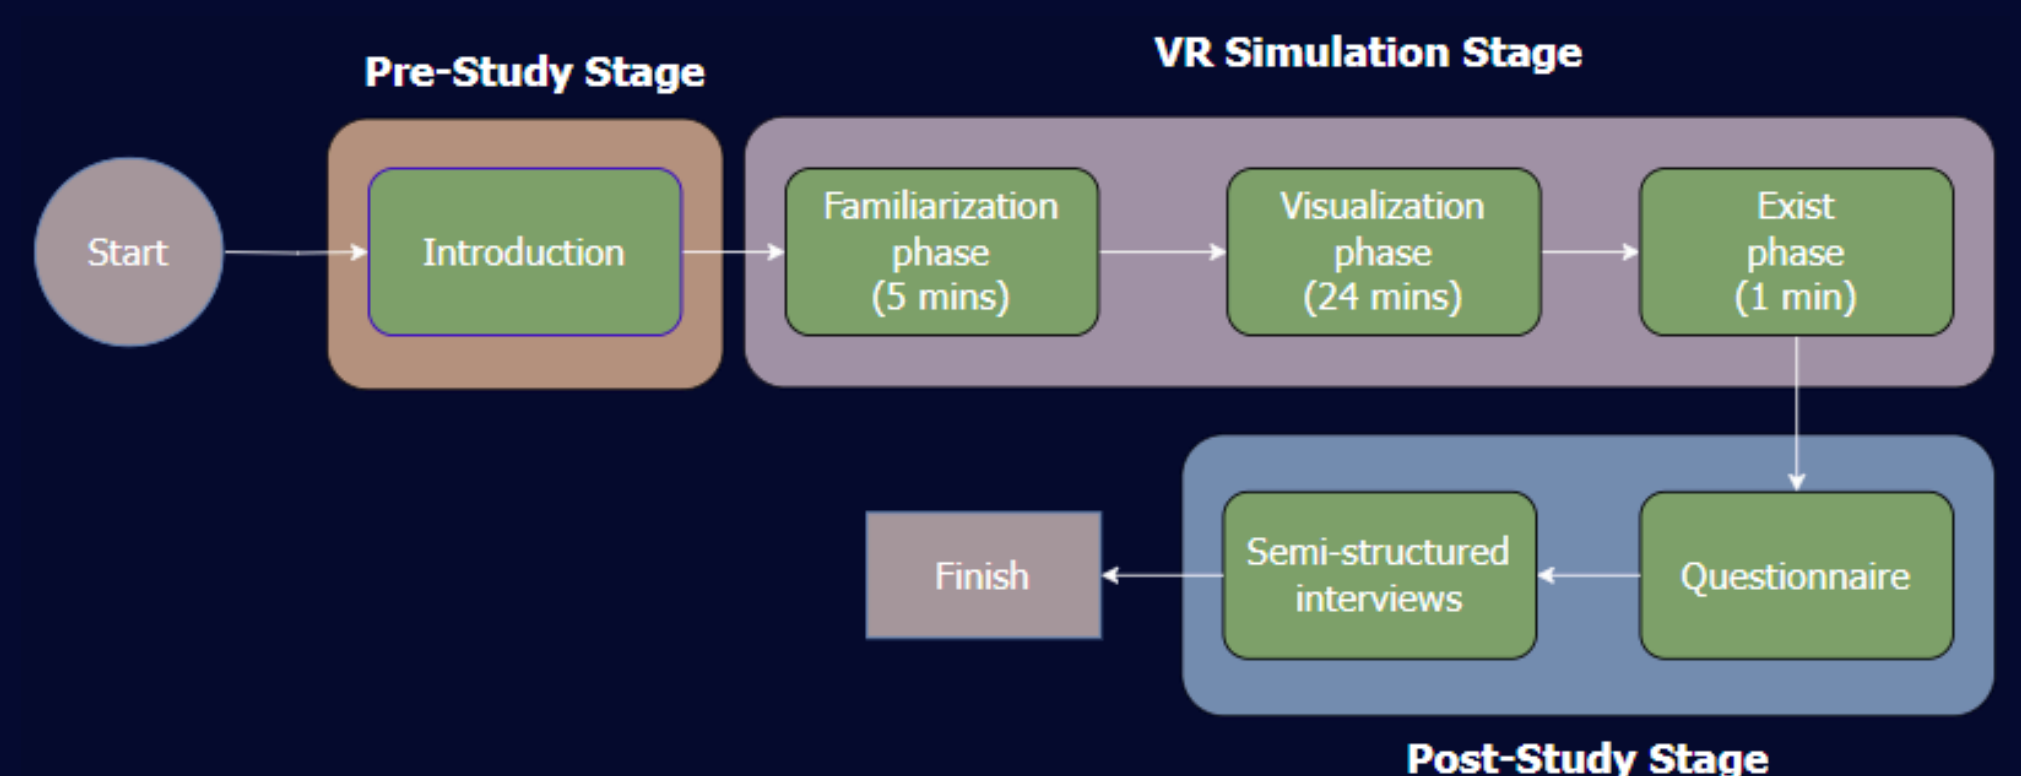 Pre-Study Stage
VR Simulation Stage
Start
Introduction
Familiarization
phase
(5 mins)
Visualization
phase
(24 mins)
Exist
phase
(1 min)
Questionnaire
Semi-structured
interviews
Finish
Post-Study Stage